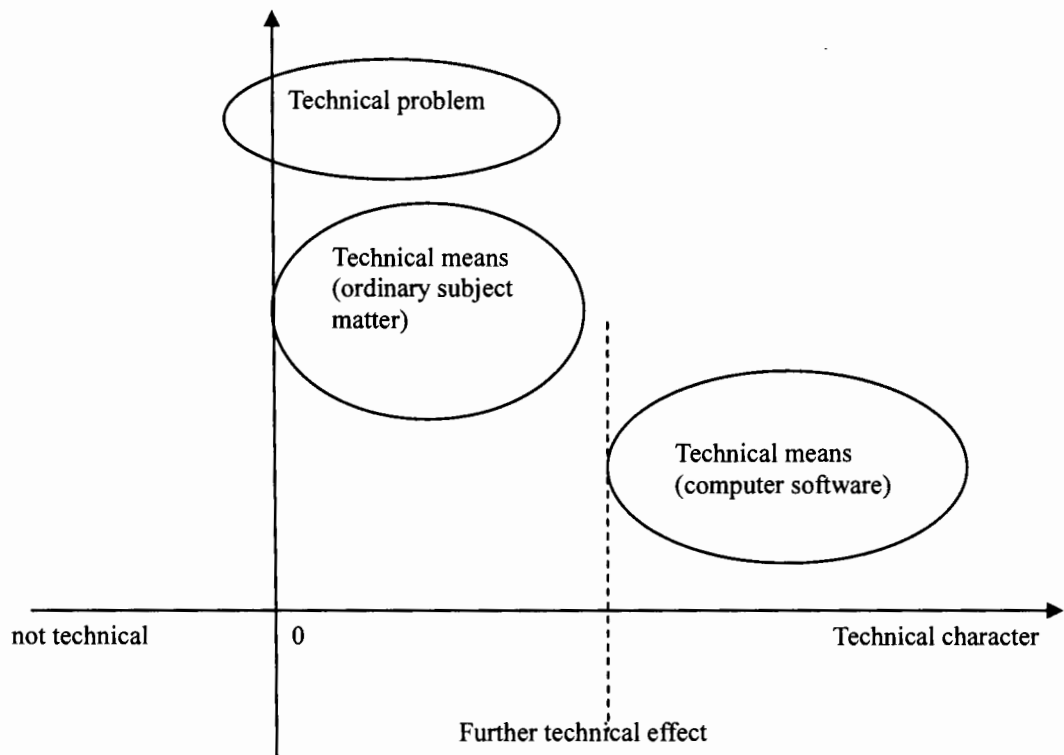 Technical problem
Technical means
(ordinary subject
matter)
Technical means
(computer software)
not technical
0
Technical character
Further technical effect